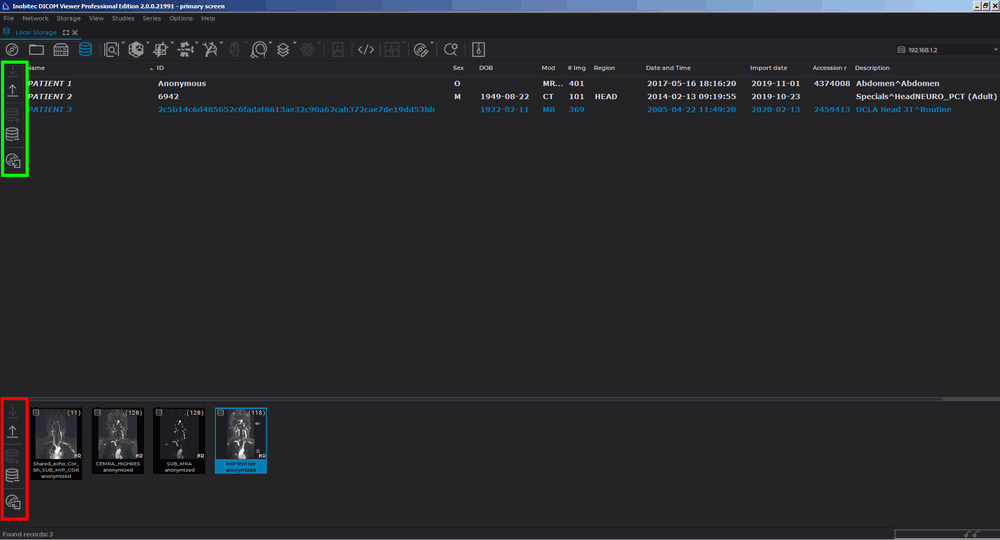 Inobitec DICOM Viewer Professional Edition 2.0.0.21991 - primary screen
File Network Storage View Studies Series Options Help
Local Storage
192.168.1.2
Name ID Sex DOB Mod # Img Region Date and Time Import date Accession r Description
PATIENT 1 Anonymous O MR... 401 2017-05-16 18:16:20 2019-11-01 4374008 Abdomen^Abdomen
PATIENT 2 6942 M 1949-08-22 CT 101 HEAD 2014-02-13 09:19:55 2019-10-23 Specials^HeadNEURO_PCT (Adult)
PATIENT 3 2c5b14c6d485652c6fadaf8613ae32c90a62cab372cae7de19dd53bb 1922-02-11 MR 369 2005-04-22 11:49:20 2020-02-13 2459413 UCLA Head 3T^Routine
(11) (120) (120) (118)
MR MR MR MR
Shared_echo_Cor_bh_SUB_MIP_COR anonymized
CEMRA_HIGHRES anonymized
SUB_MRA anonymized
MIP thin cor anonymized
Found records: 3